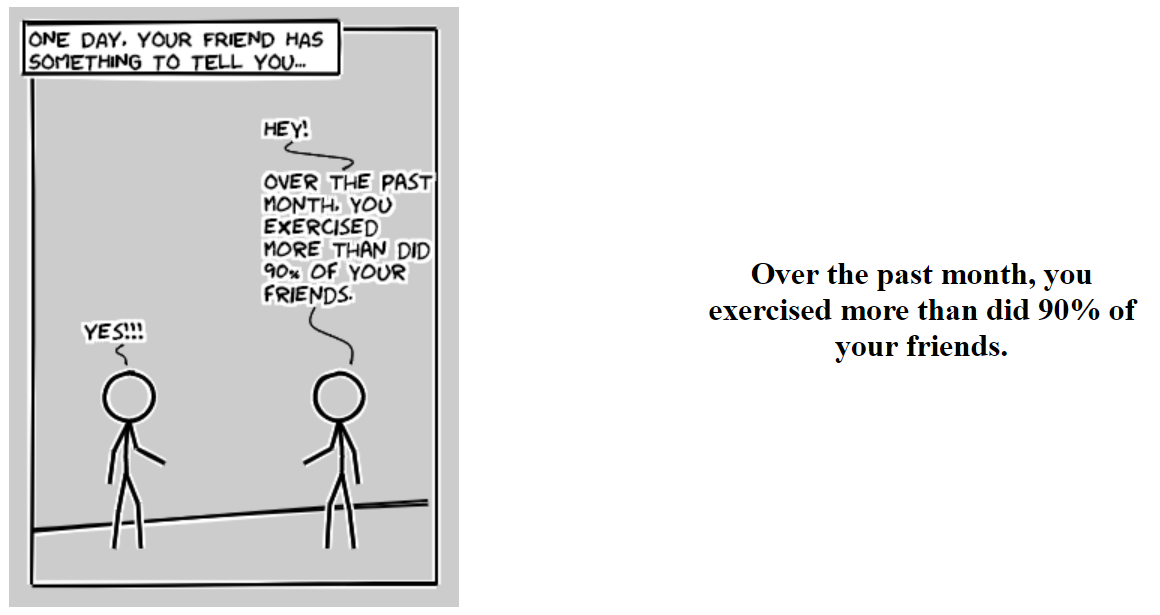 ONE DAY, YOUR FRIEND HAS
SOMETHING TO TELL YOU...
HEY!
OVER THE PAST
MONTH, YOU
EXERCISED
MORE THAN DID
90% OF YOUR
FRIENDS.
YES!!!
Over the past month, you
exercised more than did 90% of
your friends.